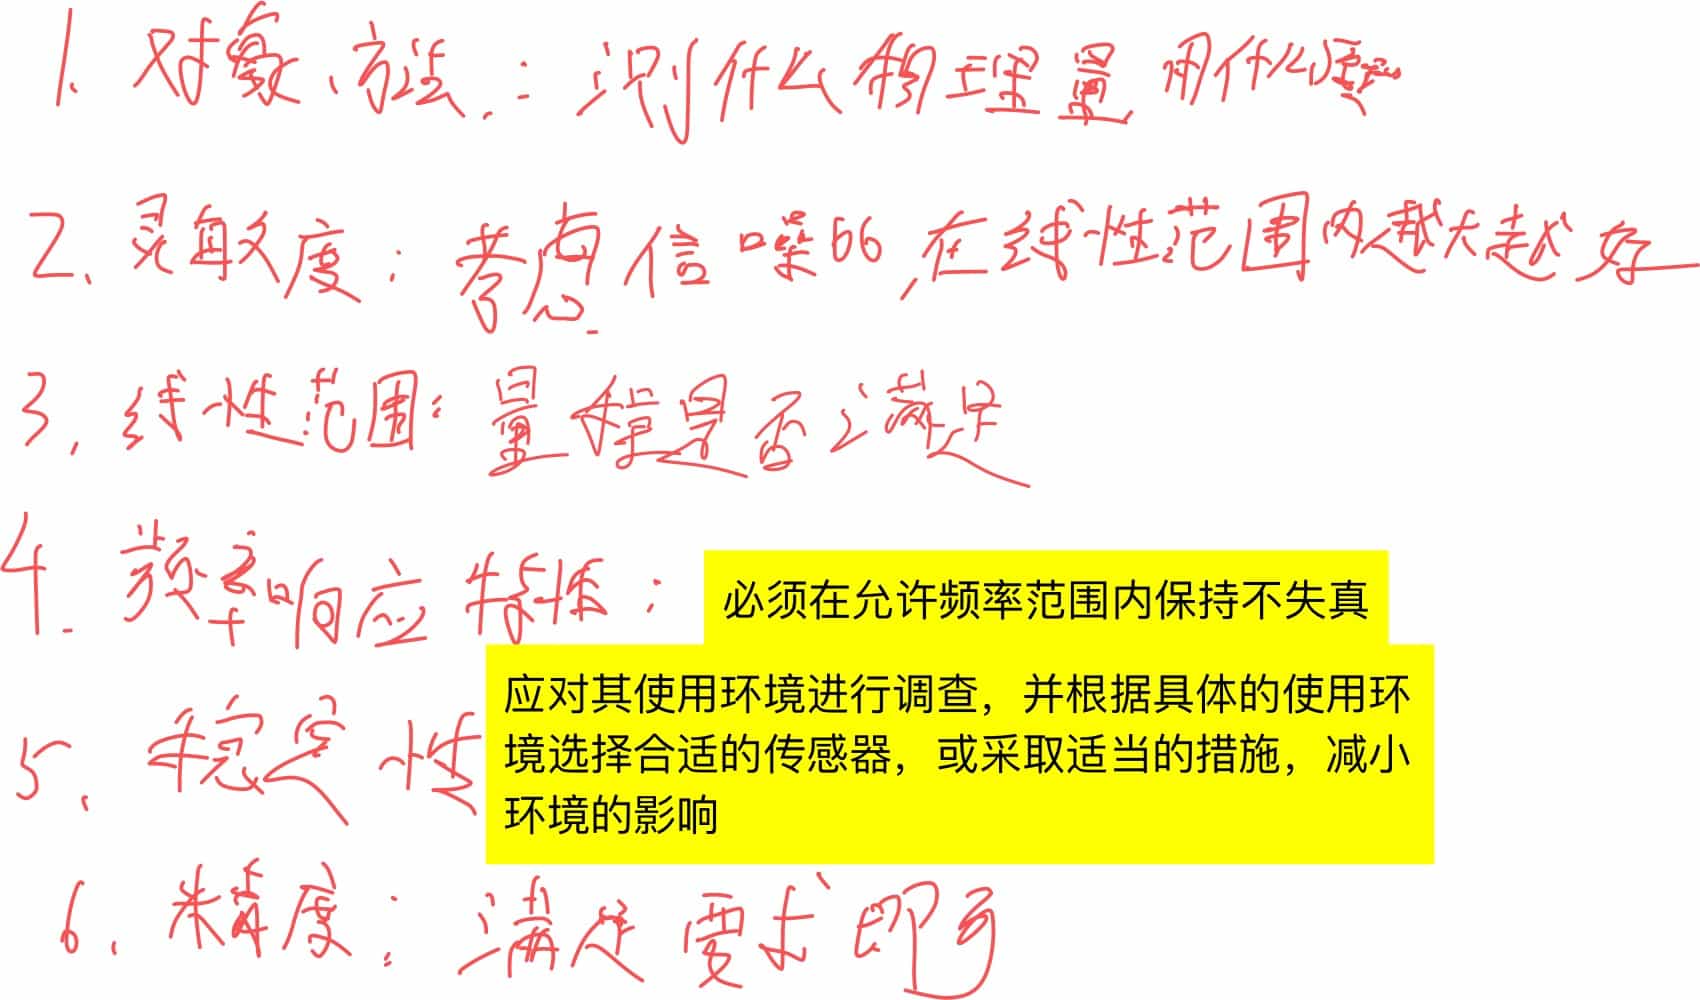 1. 对象、方法：测什么物理量 用什么原理
2. 灵敏度：考虑信噪比，在线性范围内越大越好
3. 线性范围：量程是否满足
4. 频率响应特性：必须在允许频率范围内保持不失真
5. 稳定性 应对其使用环境进行调查，并根据具体的使用环
境选择合适的传感器，或采取适当的措施，减小
环境的影响
6. 精度：满足要求即可